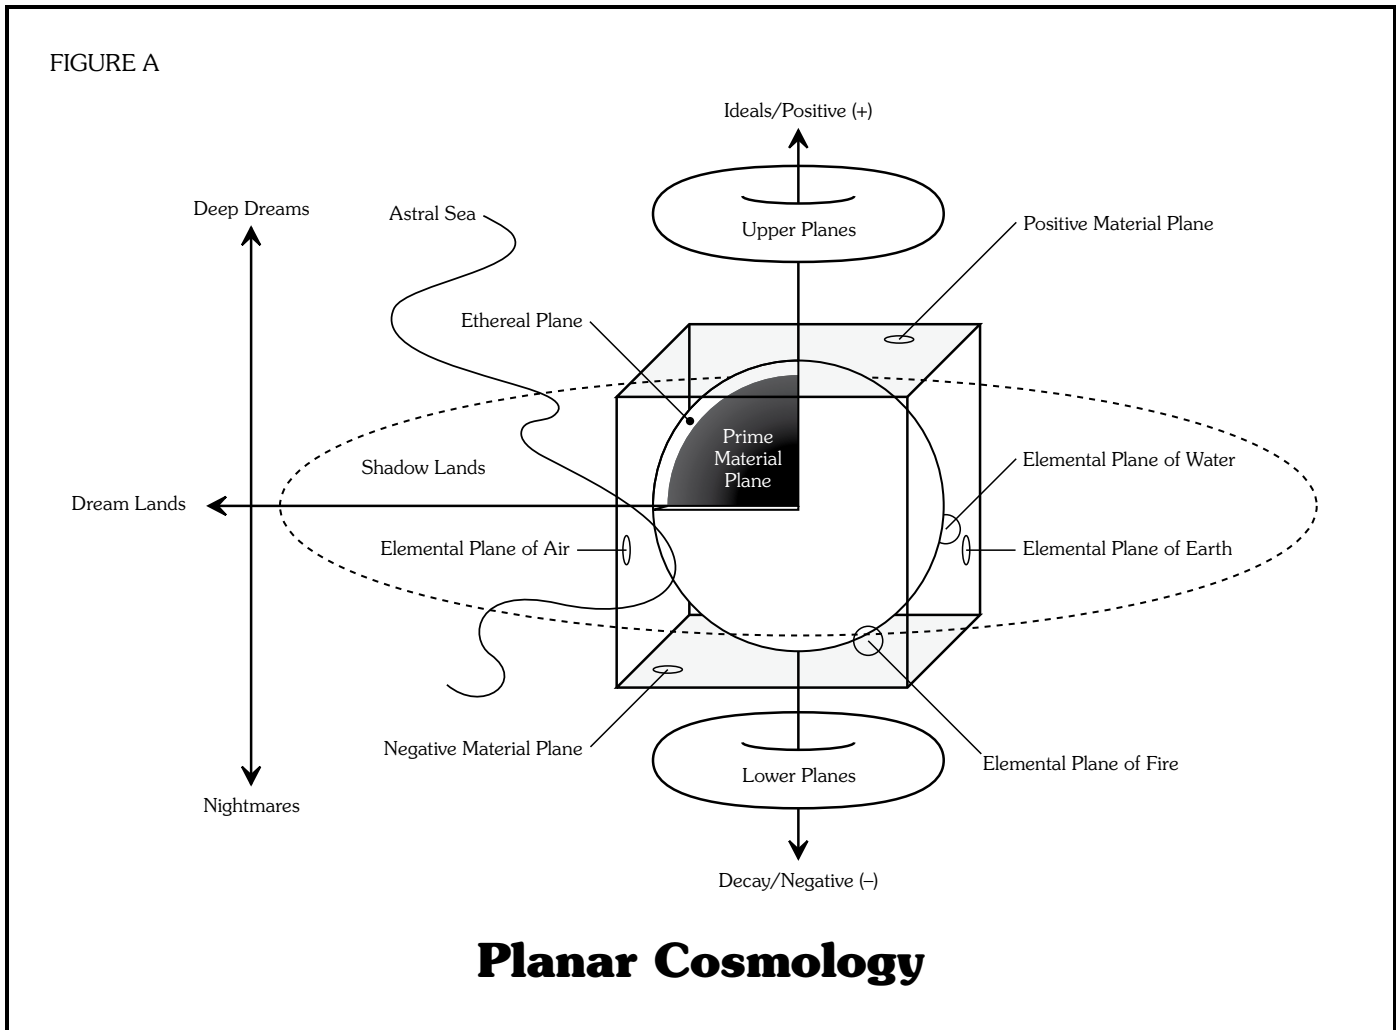 FIGURE A
Ideals/Positive (+)
Deep Dreams
Astral Sea
Upper Planes
Positive Material Plane
Ethereal Plane
Prime
Material
Plane
Shadow Lands
Elemental Plane of Water
Dream Lands
Elemental Plane of Air
Elemental Plane of Earth
Negative Material Plane
Lower Planes
Elemental Plane of Fire
Nightmares
Decay/Negative (–)
Planar Cosmology